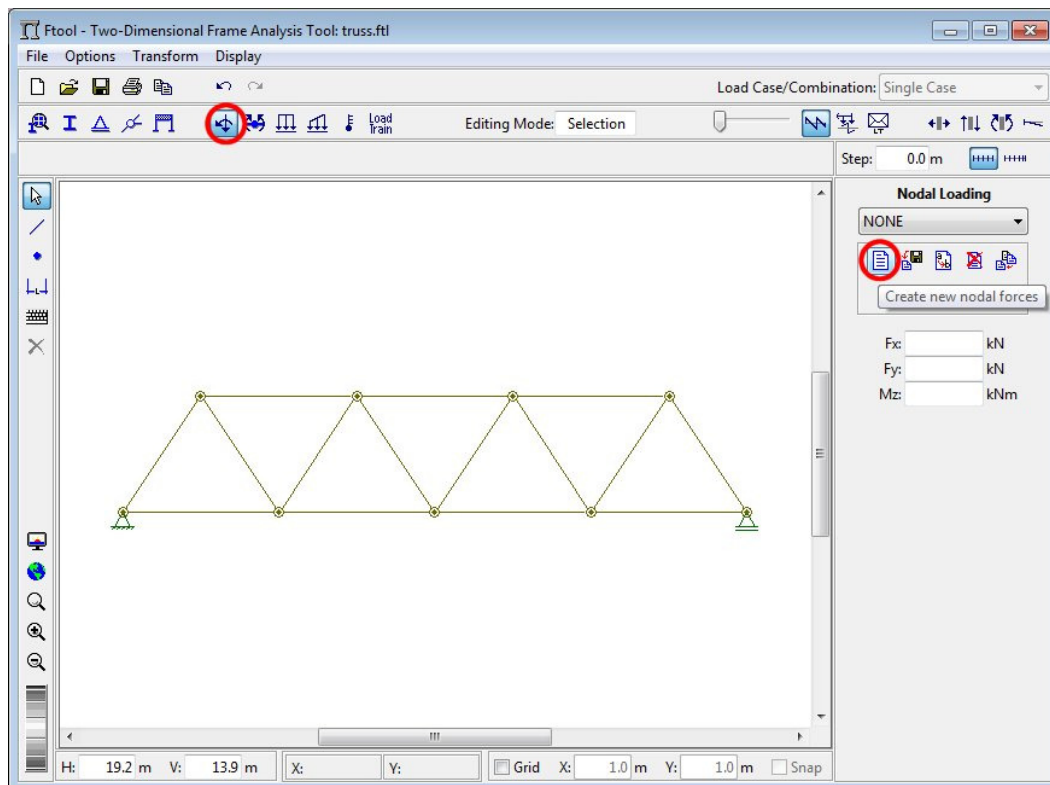 Ftool - Two-Dimensional Frame Analysis Tool: truss.ftl
File Options Transform Display
Load Case/Combination: Single Case
Load Train
Editing Mode: Selection
LT
Step: 0.0 m
Nodal Loading
NONE
Create new nodal forces
Fx: kN
Fy: kN
Mz: kNm
L
H: 19.2 m V: 13.9 m X: Y: Grid X: 1.0 m Y: 1.0 m Snap